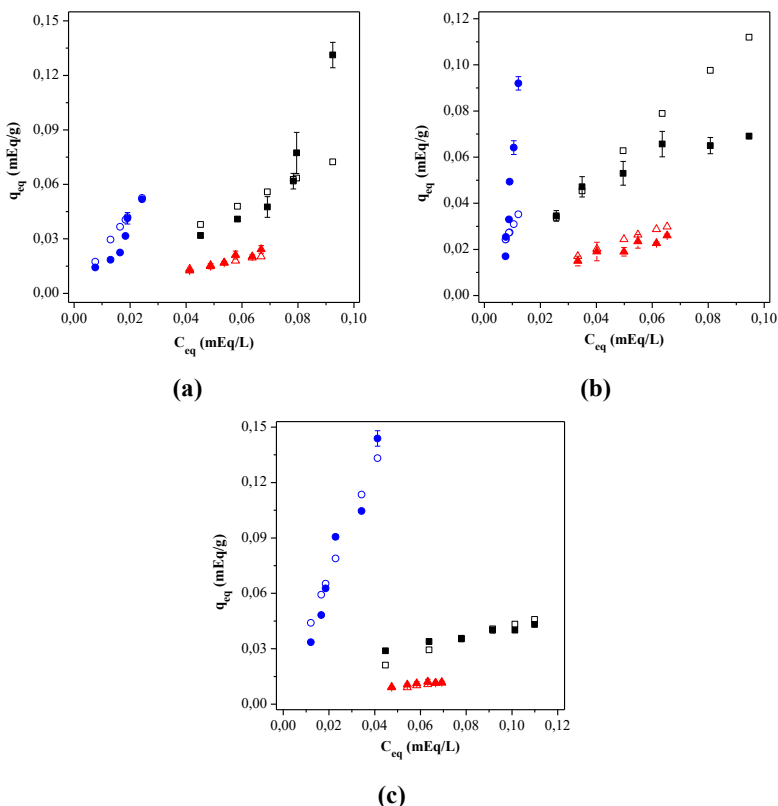 0,15
0,12
0,09
0,06
0,03
0,00
q_eq (mEq/g)
0,00 0,02 0,04 0,06 0,08 0,10
C_eq (mEq/L)
(a)
0,12
0,10
0,08
0,06
0,04
0,02
0,00
q_eq (mEq/g)
0,00 0,02 0,04 0,06 0,08 0,10
C_eq (mEq/L)
(b)
0,15
0,12
0,09
0,06
0,03
0,00
q_eq (mEq/g)
0,00 0,02 0,04 0,06 0,08 0,10 0,12
C_eq (mEq/L)
(c)